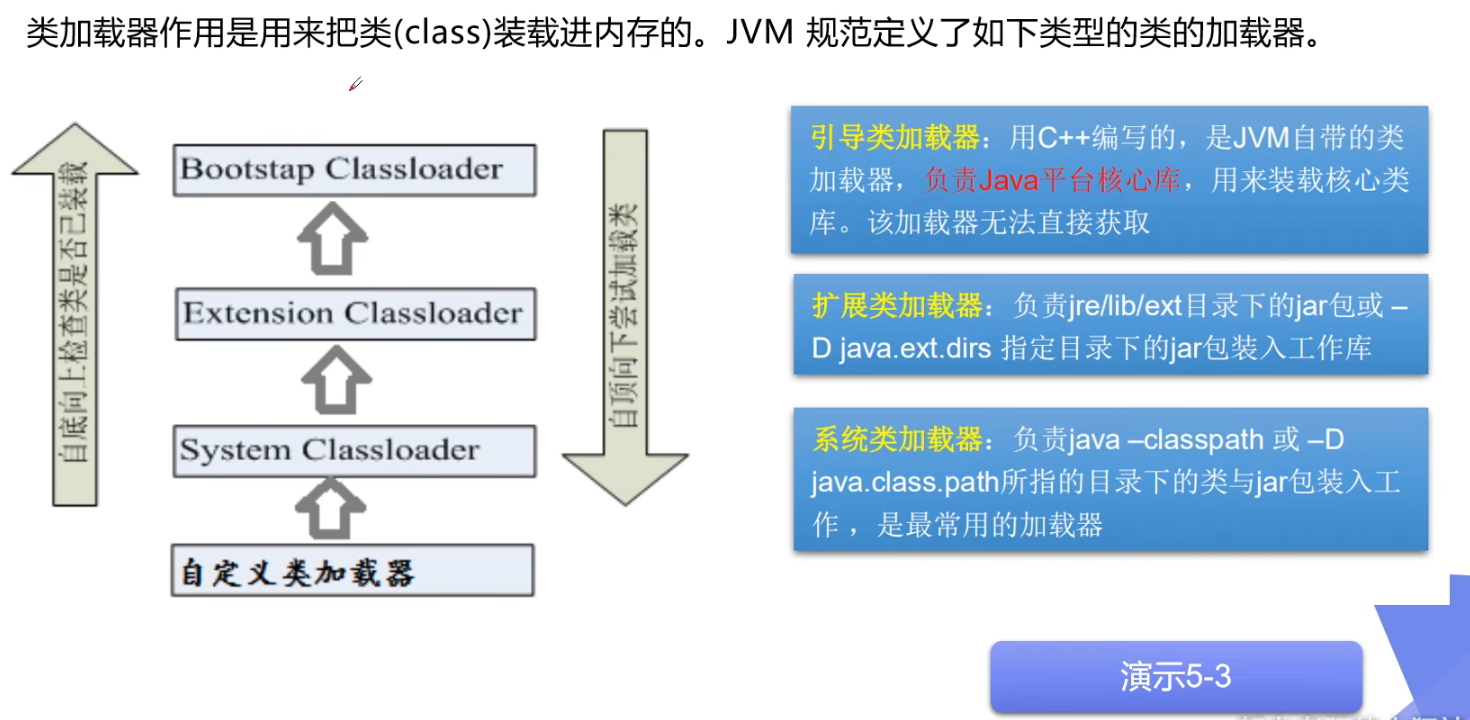 类加载器作用是用来把类(class)装载进内存的。JVM 规范定义了如下类型的类的加载器。
自底向上检查类是否已装载
Bootstap Classloader
Extension Classloader
System Classloader
自定义类加载器
自顶向下尝试加载类
引导类加载器：用C++编写的，是JVM自带的类
加载器，负责Java平台核心库，用来装载核心类
库。该加载器无法直接获取
扩展类加载器：负责jre/lib/ext目录下的jar包或 –
D java.ext.dirs 指定目录下的jar包装入工作库
系统类加载器：负责java –classpath 或 –D
java.class.path所指的目录下的类与jar包装入工
作 ，是最常用的加载器
演示5-3